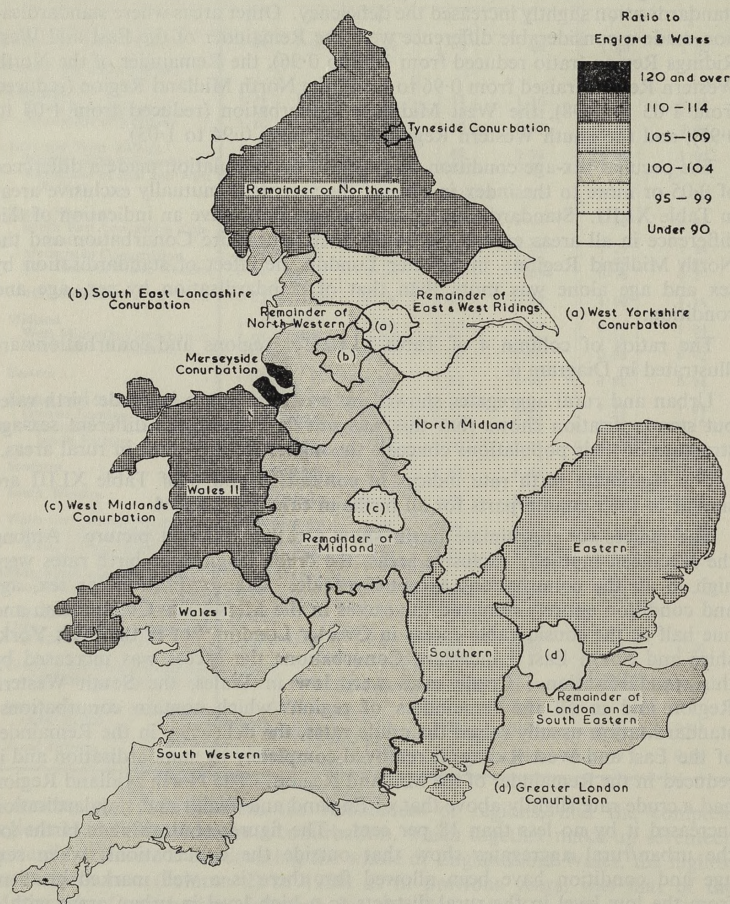 Ratio to
England & Wales
120 and over
110 – 114
105 – 109
100 – 104
95 – 99
Under 90
Tyneside Conurbation
Remainder of Northern
(b) South East Lancashire
Conurbation
Remainder of
East & West Ridings
Remainder of
North Western
(a)
(a) West Yorkshire
Conurbation
(b)
Merseyside
Conurbation
North Midland
Wales II
(c) West Midlands
Conurbation
(c)
Remainder of
Midland
Eastern
Wales I
Southern
(d)
Remainder of
London and
South Eastern
South Western
(d) Greater London
Conurbation